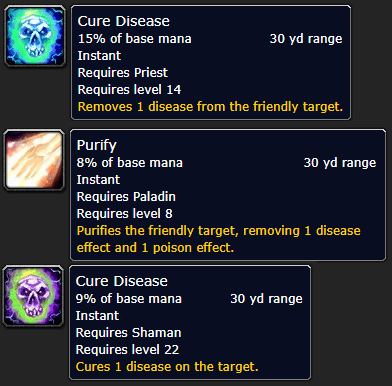 Cure Disease
15% of base mana 30 yd range
Instant
Requires Priest
Requires level 14
Removes 1 disease from the friendly target.
Purify
8% of base mana 30 yd range
Instant
Requires Paladin
Requires level 8
Purifies the friendly target, removing 1 disease
effect and 1 poison effect.
Cure Disease
9% of base mana 30 yd range
Instant
Requires Shaman
Requires level 22
Cures 1 disease on the target.